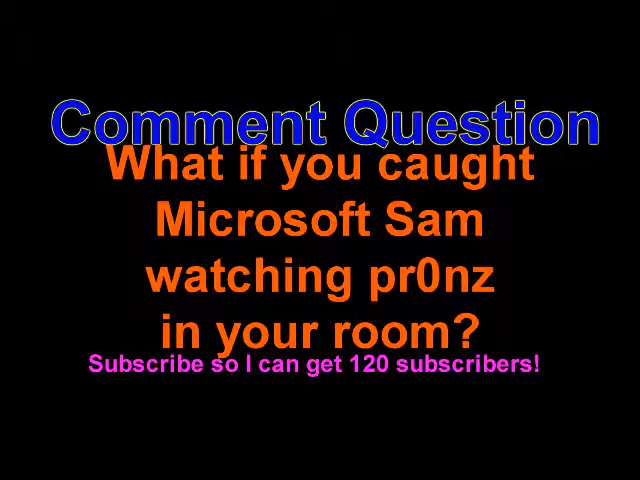 Comment Question
What if you caught
Microsoft Sam
watching pr0nz
in your room?
Subscribe so I can get 120 subscribers!